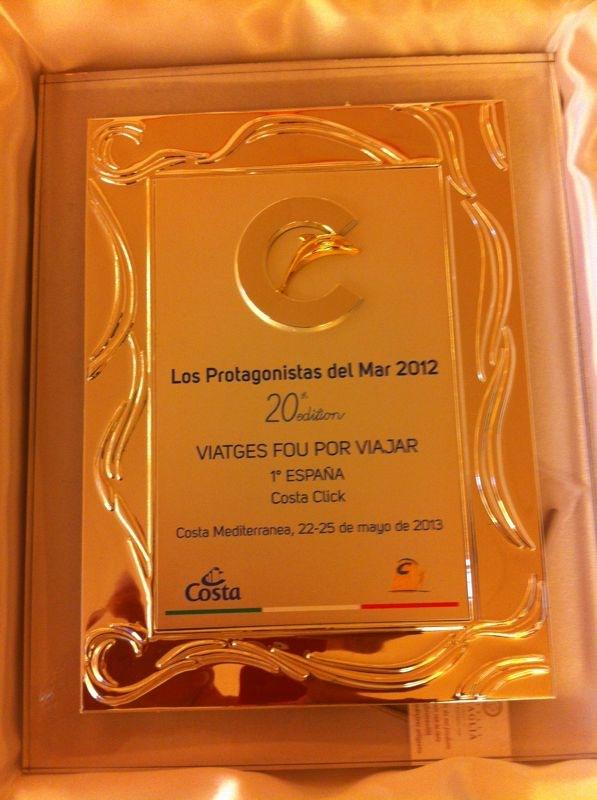 Los Protagonistas del Mar 2012
20th edition
VIATGES FOU POR VIAJAR
1º ESPAÑA
Costa Click
Costa Mediterranea, 22-25 de mayo de 2013
Costa